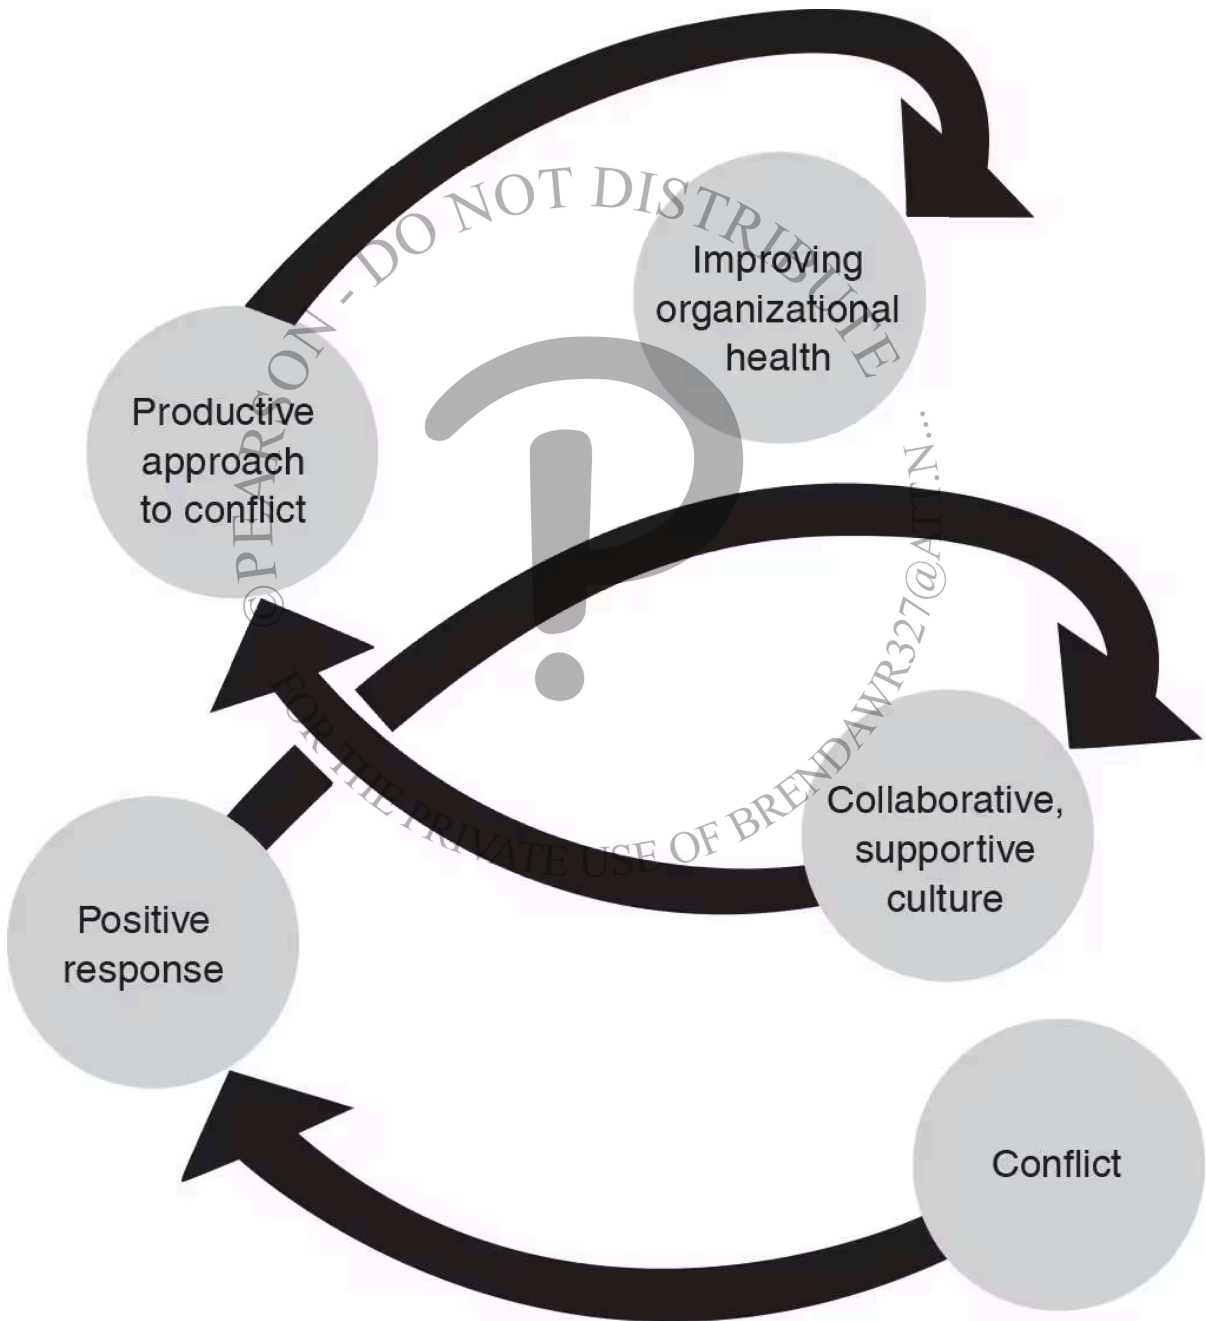 Improving
organizational
health
Productive
approach
to conflict
Collaborative,
supportive
culture
Positive
response
Conflict
©PEARSON - DO NOT DISTRIBUTE
FOR THE PRIVATE USE OF BRENDAWR327@ATT.N...